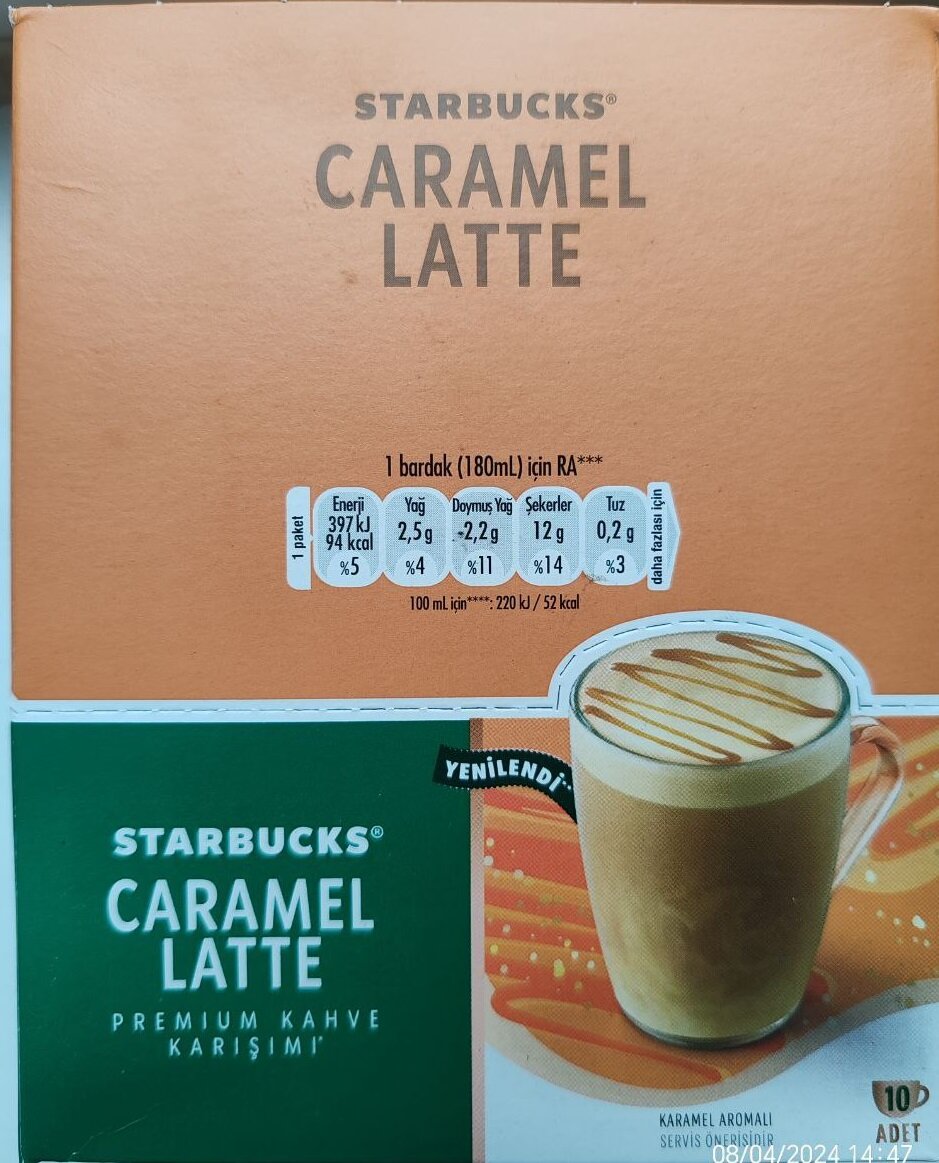 STARBUCKS®
CARAMEL
LATTE
1 bardak (180mL) için RA***
1 paket
Enerji
397 kJ
94 kcal
%5
Yağ
2,5 g
%4
Doymuş Yağ
2,2 g
%11
Şekerler
12 g
%14
Tuz
0,2 g
%3
daha fazlası için
100 mL için****: 220 kJ / 52 kcal
YENİLENDİ**
STARBUCKS®
CARAMEL
LATTE
PREMIUM KAHVE
KARIŞIMI*
10
ADET
KARAMEL AROMALI
SERVİS ÖNERİSİDİR
08/04/2024 14:47